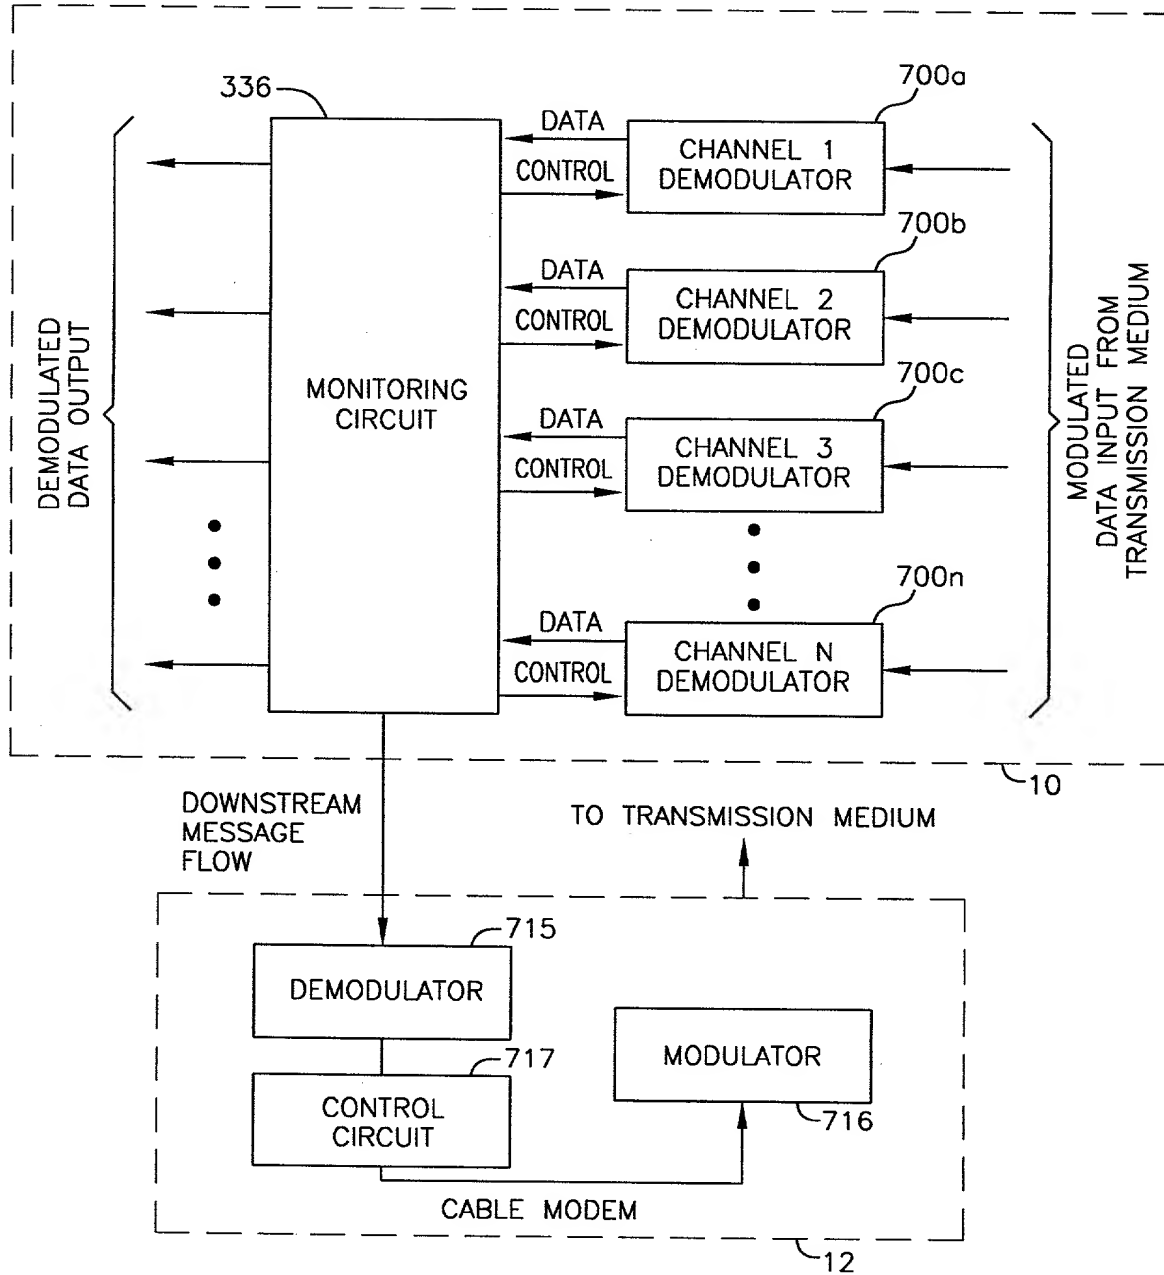 336
700a
DATA
CONTROL
CHANNEL 1
DEMODULATOR
700b
DATA
CONTROL
CHANNEL 2
DEMODULATOR
DEMODULATED
DATA OUTPUT
MONITORING
CIRCUIT
700c
DATA
CONTROL
CHANNEL 3
DEMODULATOR
MODULATED
DATA INPUT FROM
TRANSMISSION MEDIUM
700n
DATA
CONTROL
CHANNEL N
DEMODULATOR
10
DOWNSTREAM
MESSAGE
FLOW
TO TRANSMISSION MEDIUM
715
DEMODULATOR
717
CONTROL
CIRCUIT
MODULATOR
716
CABLE MODEM
12